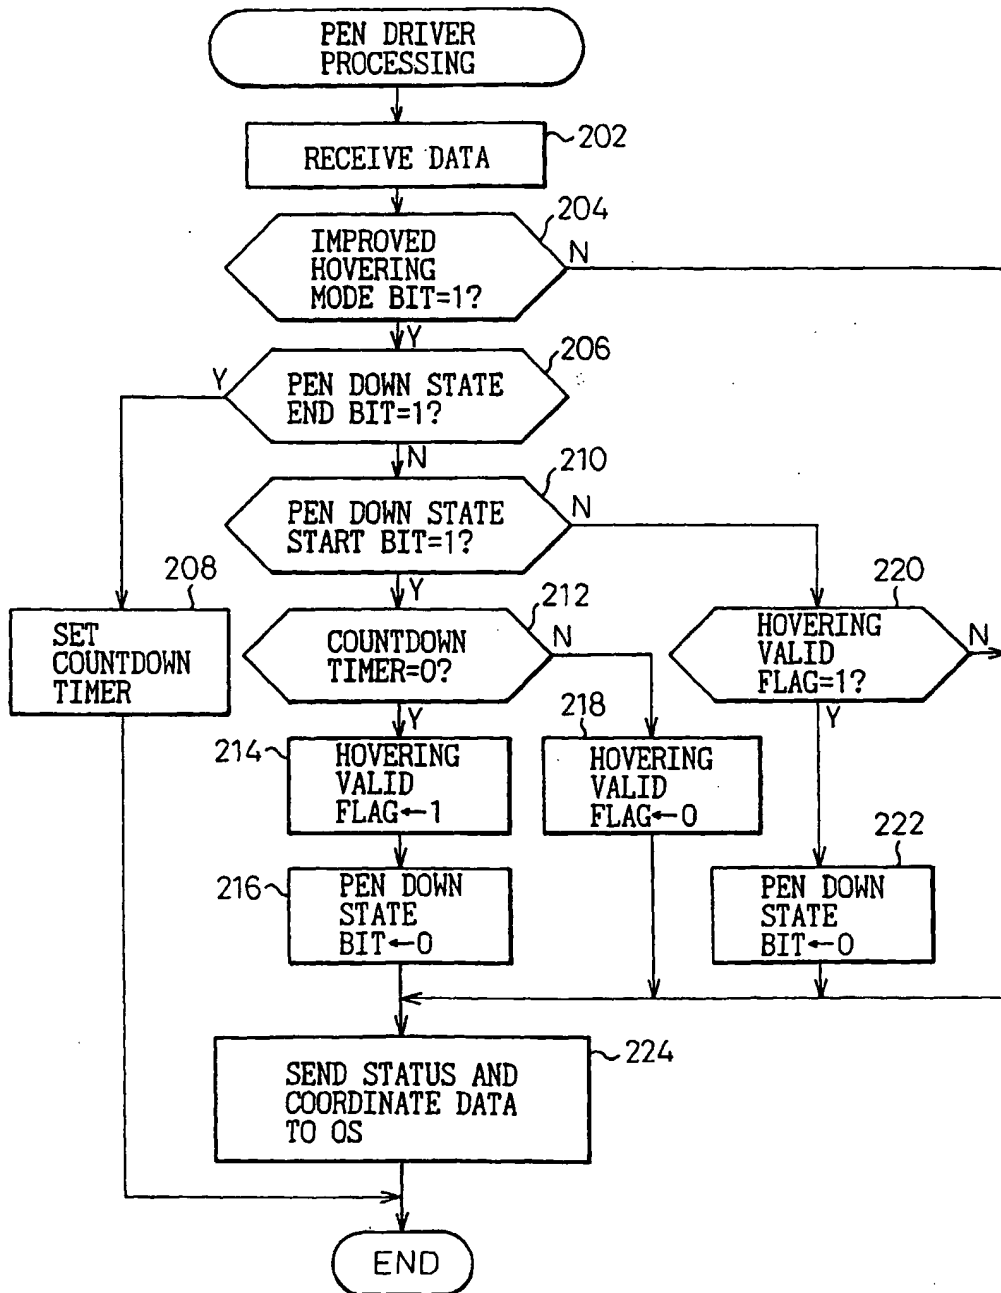 PEN DRIVER
PROCESSING
202
RECEIVE DATA
204
IMPROVED
HOVERING
MODE BIT=1?
N
Y
206
Y
PEN DOWN STATE
END BIT=1?
N
210
PEN DOWN STATE
START BIT=1?
N
Y
208
SET
COUNTDOWN
TIMER
212
COUNTDOWN
TIMER=0?
N
Y
220
HOVERING
VALID
FLAG=1?
N
Y
214
HOVERING
VALID
FLAG←1
218
HOVERING
VALID
FLAG←0
216
PEN DOWN
STATE
BIT←0
222
PEN DOWN
STATE
BIT←0
224
SEND STATUS AND
COORDINATE DATA
TO OS
END